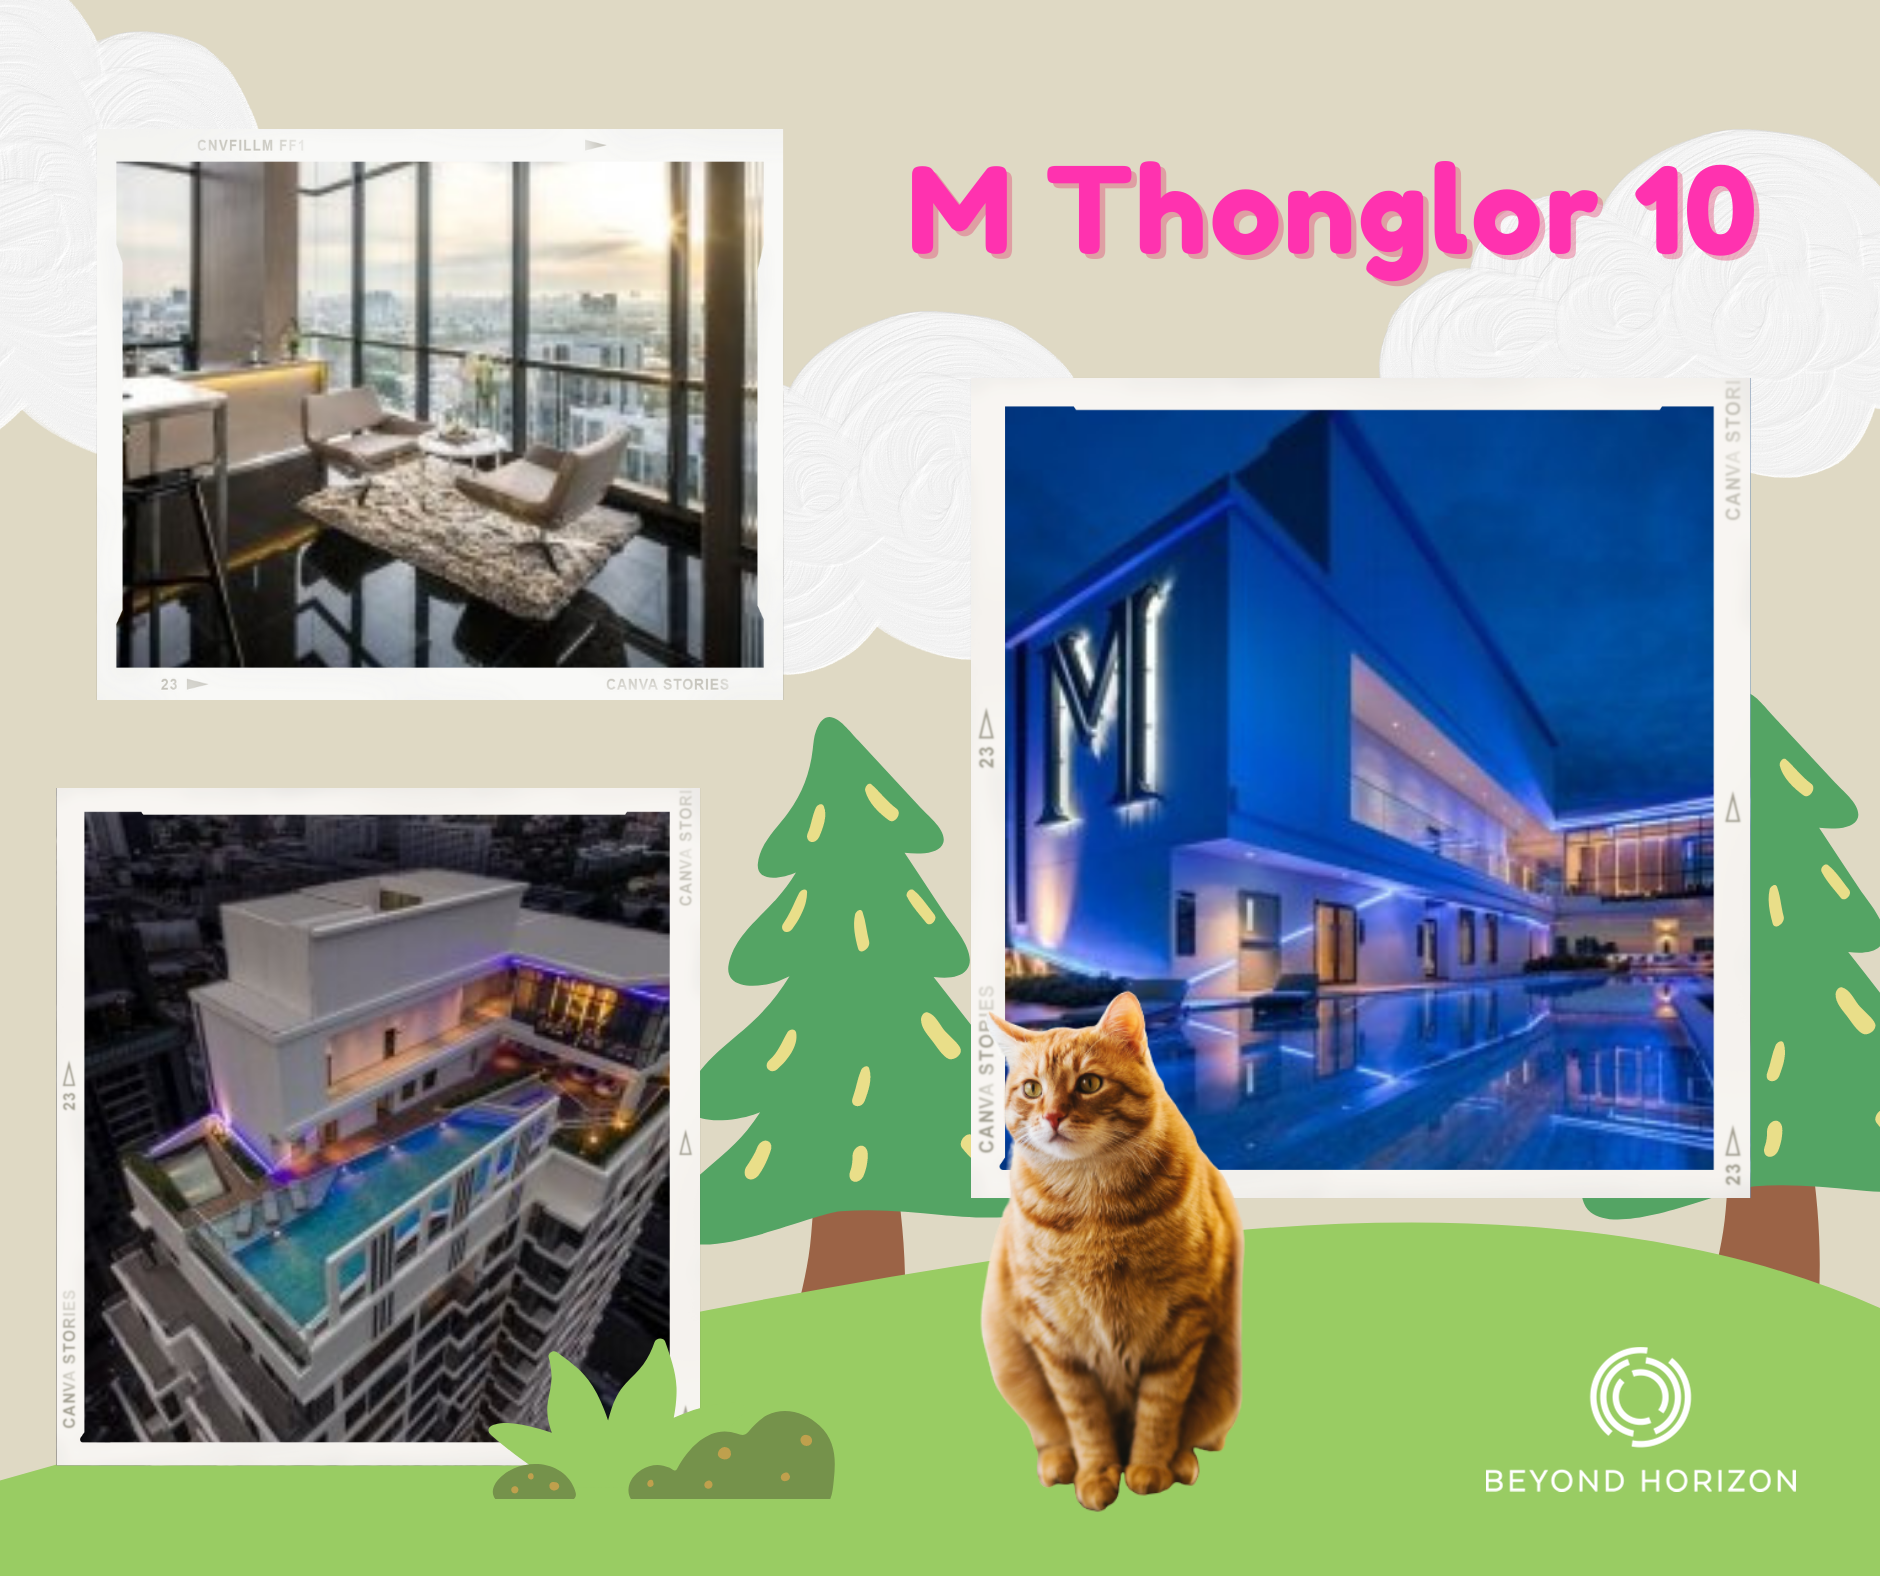 CNVFILLM FF1
M Thonglor 10
23
CANVA STORIES
CANVA STORI
M
23
CANVA STORIES
23
CANVA STORI
23
CANVA STORIES
BEYOND HORIZON